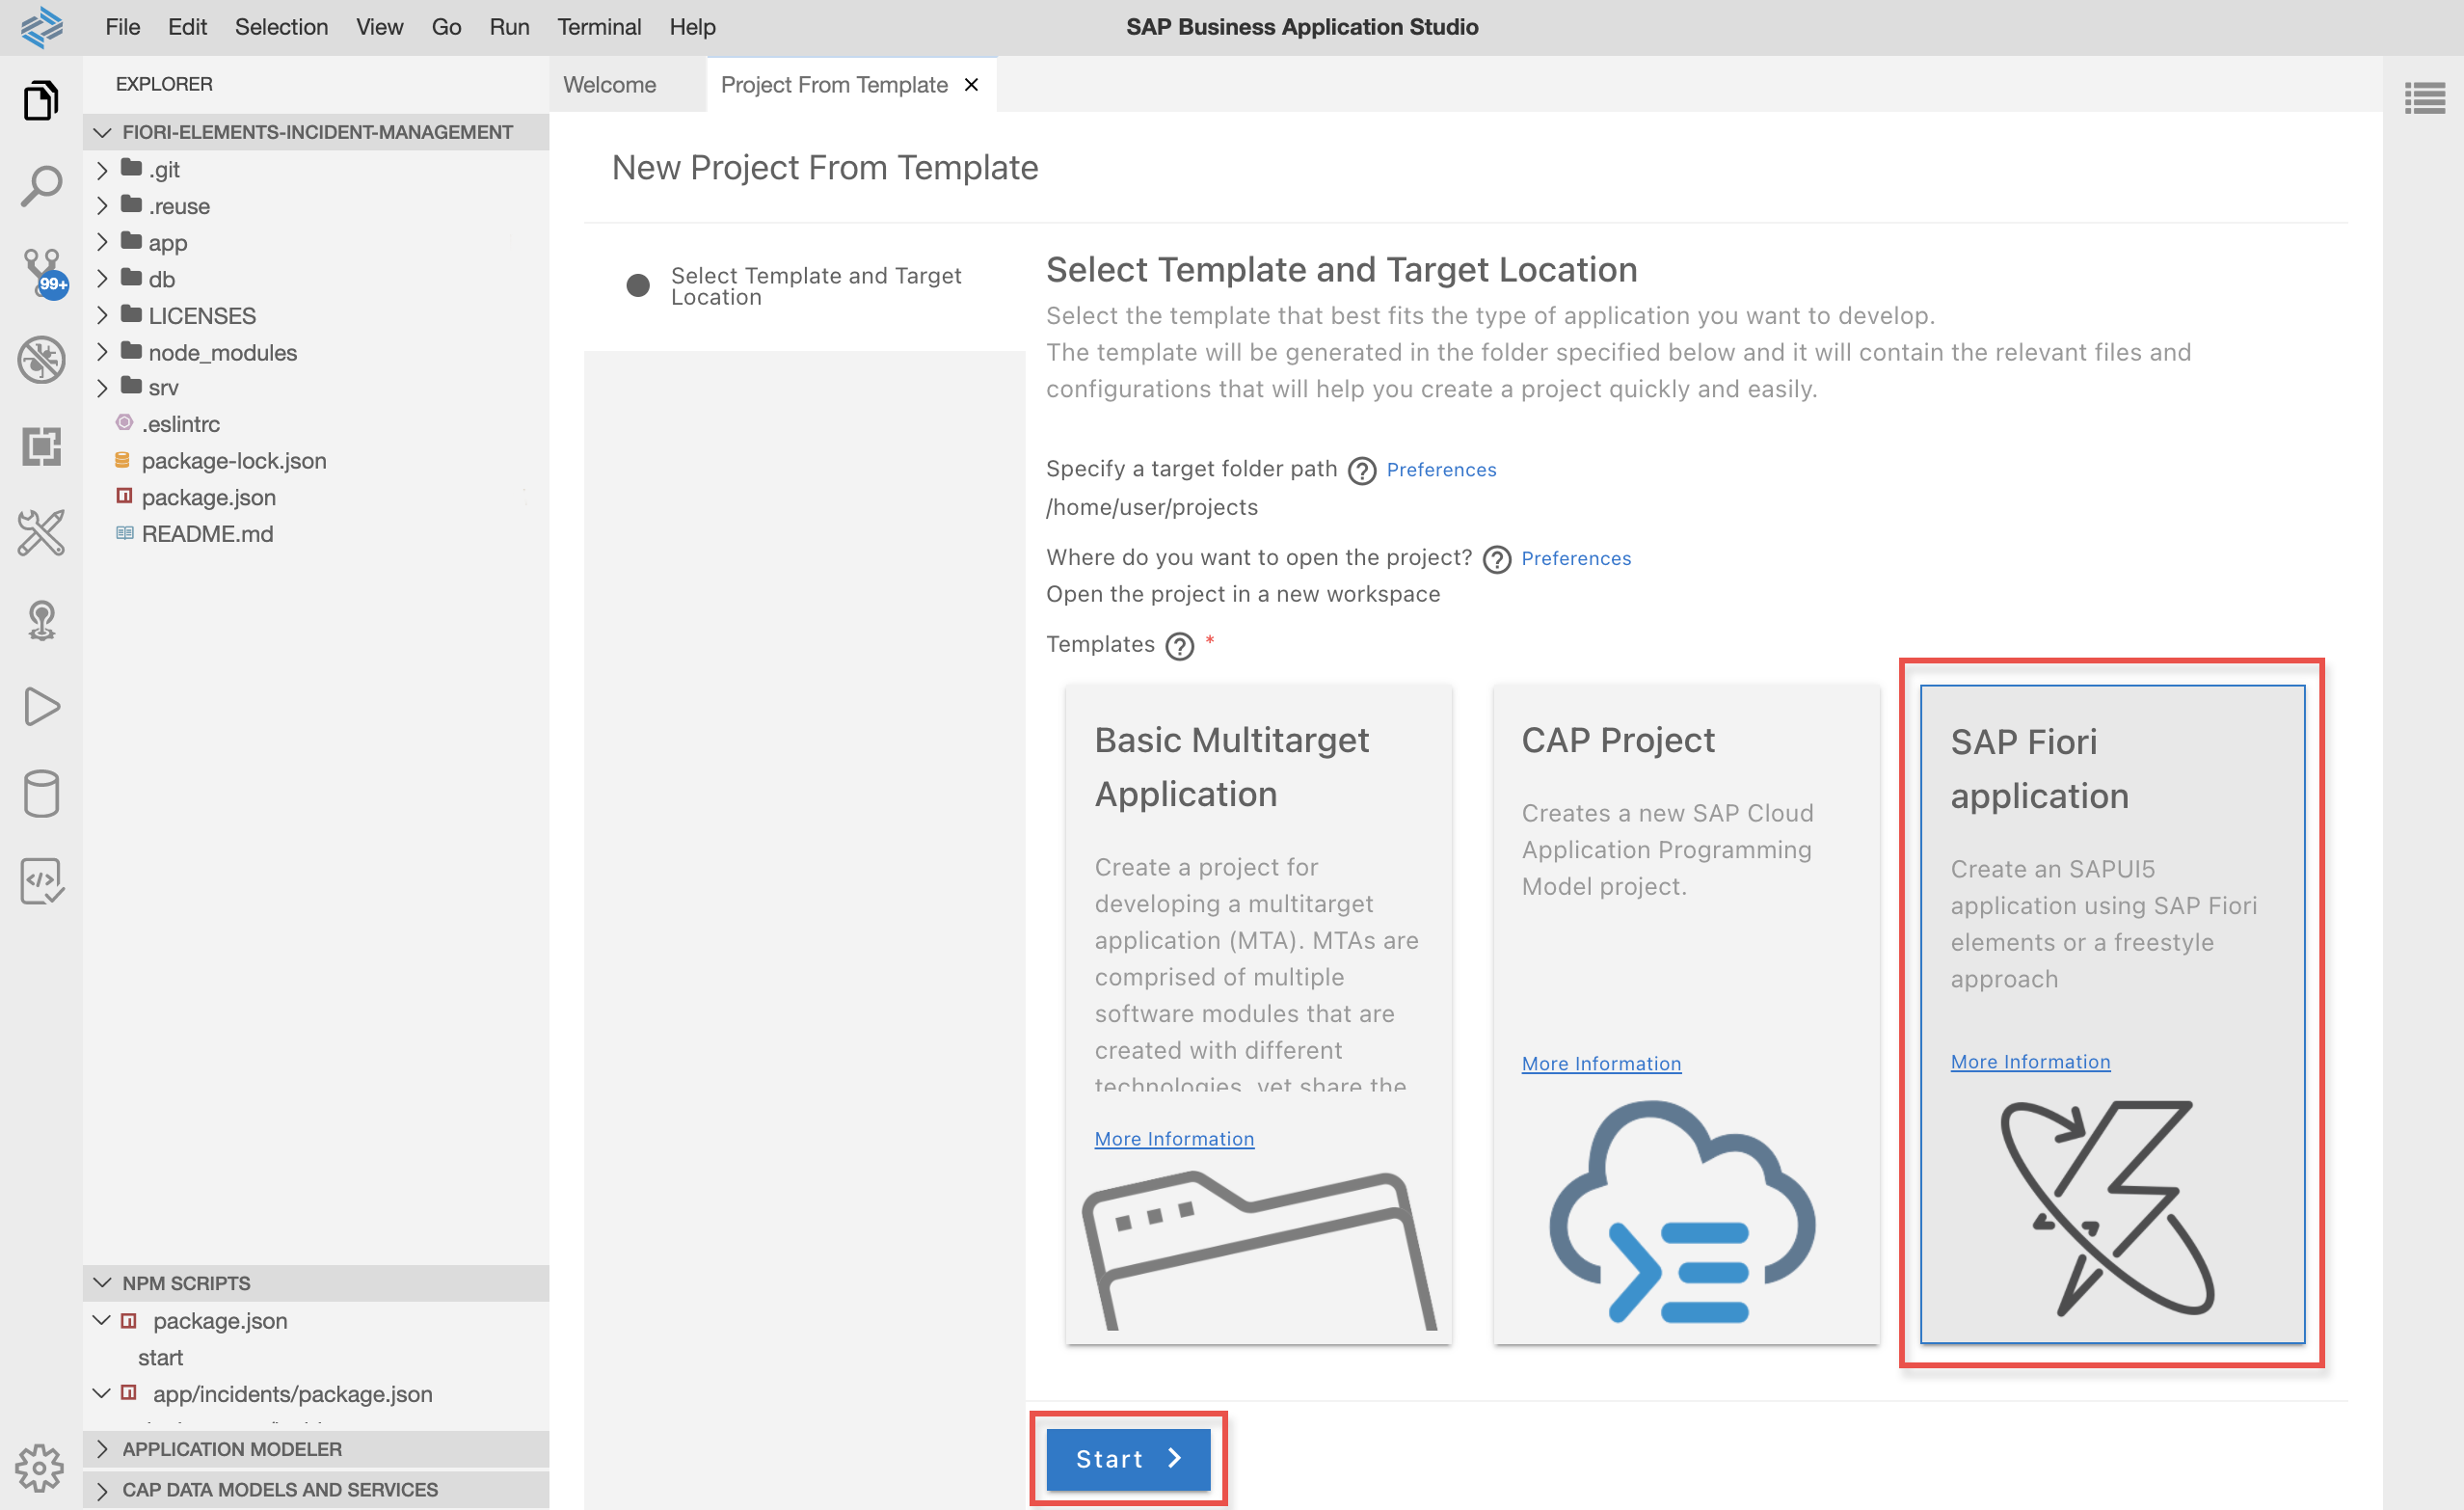 File Edit Selection View Go Run Terminal Help
SAP Business Application Studio
EXPLORER
FIORI-ELEMENTS-INCIDENT-MANAGEMENT
.git
.reuse
app
db
LICENSES
node_modules
srv
.eslintrc
package-lock.json
package.json
README.md
99+
NPM SCRIPTS
package.json
start
app/incidents/package.json
APPLICATION MODELER
CAP DATA MODELS AND SERVICES
Welcome
Project From Template
New Project From Template
Select Template and Target
Location
Select Template and Target Location
Select the template that best fits the type of application you want to develop.
The template will be generated in the folder specified below and it will contain the relevant files and
configurations that will help you create a project quickly and easily.
Specify a target folder path ? Preferences
/home/user/projects
Where do you want to open the project? ? Preferences
Open the project in a new workspace
Templates ? *
Basic Multitarget
Application
Create a project for
developing a multitarget
application (MTA). MTAs are
comprised of multiple
software modules that are
created with different
technologies, yet share the
More Information
CAP Project
Creates a new SAP Cloud
Application Programming
Model project.
More Information
SAP Fiori
application
Create an SAPUI5
application using SAP Fiori
elements or a freestyle
approach
More Information
Start